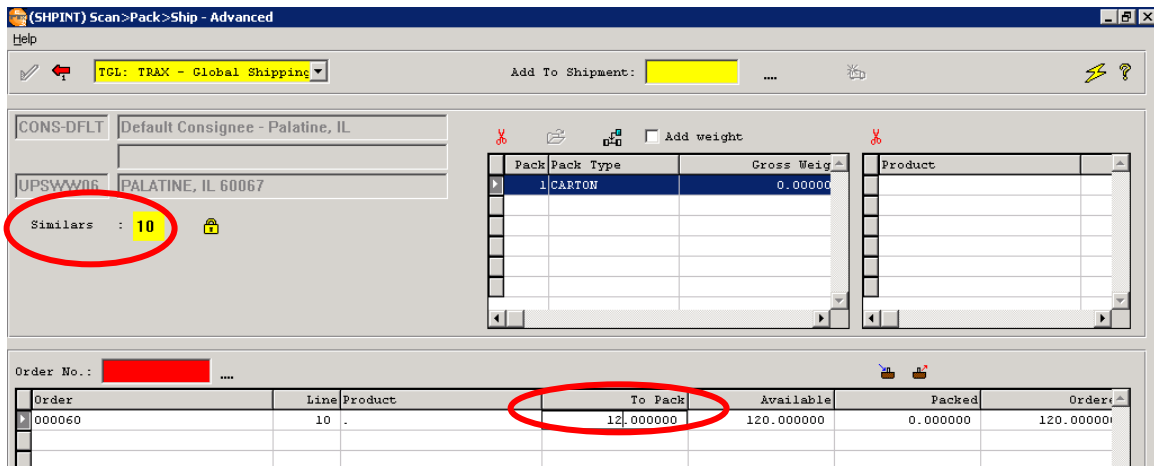 (SHPINT) Scan>Pack>Ship - Advanced
Help
TGL: TRAX - Global Shipping Add To Shipment: .... ?
CONS-DFLT Default Consignee - Palatine, IL
Add weight
Pack Pack Type Gross Weig Product
1 CARTON 0.00000
UPSWW06 PALATINE, IL 60067
Similars : 10
Order No.: ....
Order Line Product To Pack Available Packed Ordere
000060 10 . 12.000000 120.000000 0.000000 120.000000